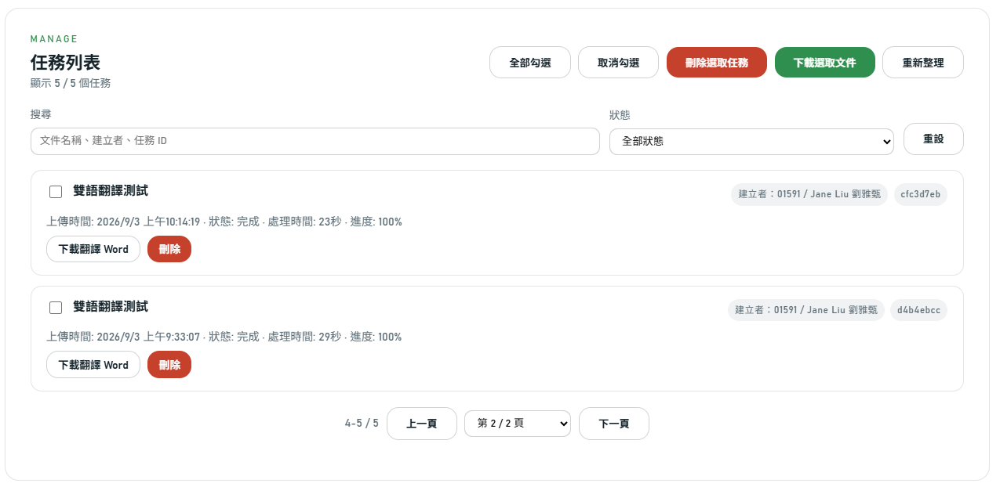 MANAGE
任務列表
顯示 5 / 5 個任務
全部勾選
取消勾選
刪除選取任務
下載選取文件
重新整理
搜尋
文件名稱、建立者、任務 ID
狀態
全部狀態
重設
雙語翻譯測試
建立者：01591 / Jane Liu 劉雅甄
cfc3d7eb
上傳時間: 2026/9/3 上午10:14:19 · 狀態: 完成 · 處理時間: 23秒 · 進度: 100%
下載翻譯 Word
刪除
雙語翻譯測試
建立者：01591 / Jane Liu 劉雅甄
d4b4ebcc
上傳時間: 2026/9/3 上午9:33:07 · 狀態: 完成 · 處理時間: 29秒 · 進度: 100%
下載翻譯 Word
刪除
4-5 / 5
上一頁
第 2 / 2 頁
下一頁